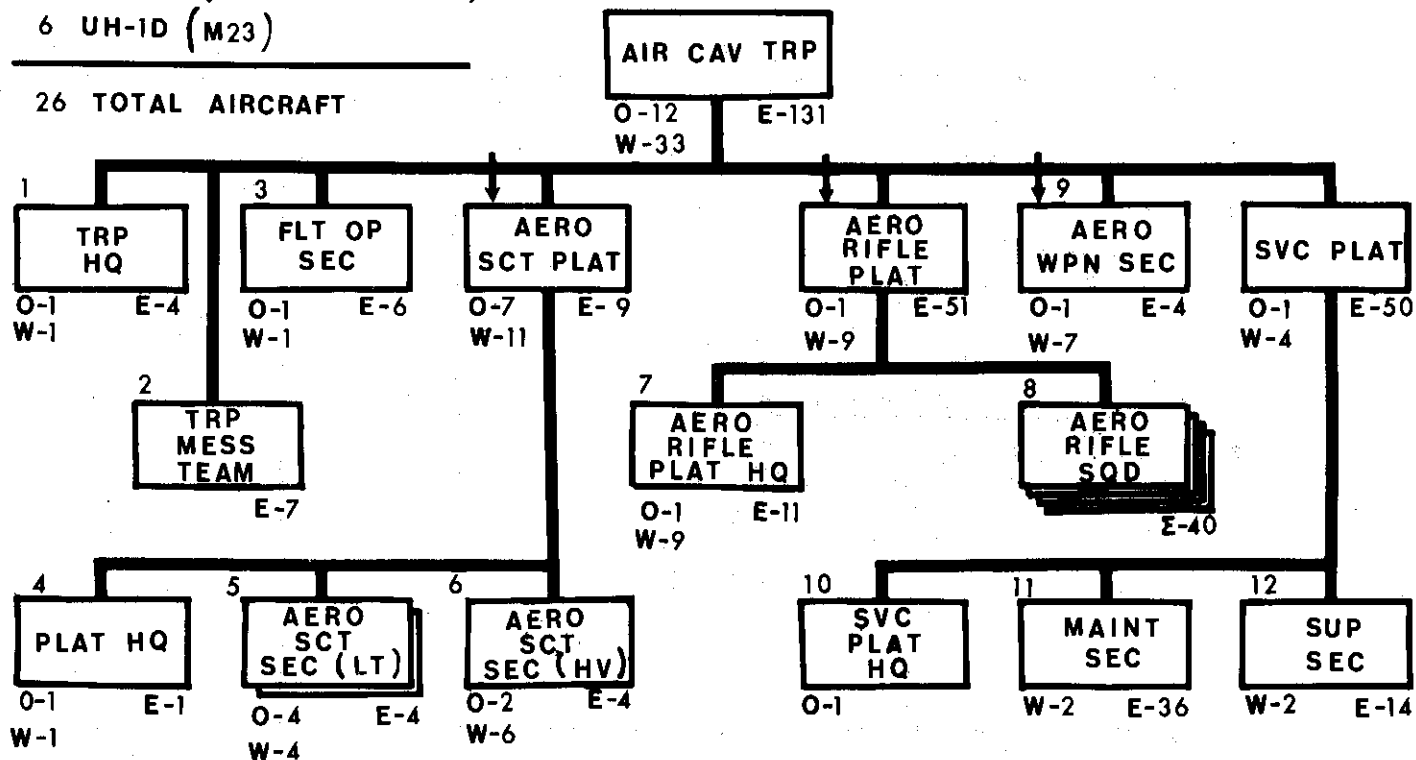 6 UH-1D (M23)
26 TOTAL AIRCRAFT
AIR CAV TRP
O-12 E-131
W-33
1
TRP
HQ
O-1 E-4
W-1
2
TRP
MESS
TEAM
E-7
3
FLT OP
SEC
O-1 E-6
W-1
AERO
SCT PLAT
O-7 E-9
W-11
AERO
RIFLE
PLAT
O-1 E-51
W-9
9
AERO
WPN SEC
O-1 E-4
W-7
SVC PLAT
O-1 E-50
W-4
7
AERO
RIFLE
PLAT HQ
O-1 E-11
W-9
8
AERO
RIFLE
SQD
E-40
4
PLAT HQ
O-1 E-1
W-1
5
AERO
SCT
SEC (LT)
O-4 E-4
W-4
6
AERO
SCT
SEC (HV)
O-2 E-4
W-6
10
SVC
PLAT
HQ
O-1
11
MAINT
SEC
W-2 E-36
12
SUP
SEC
W-2 E-14